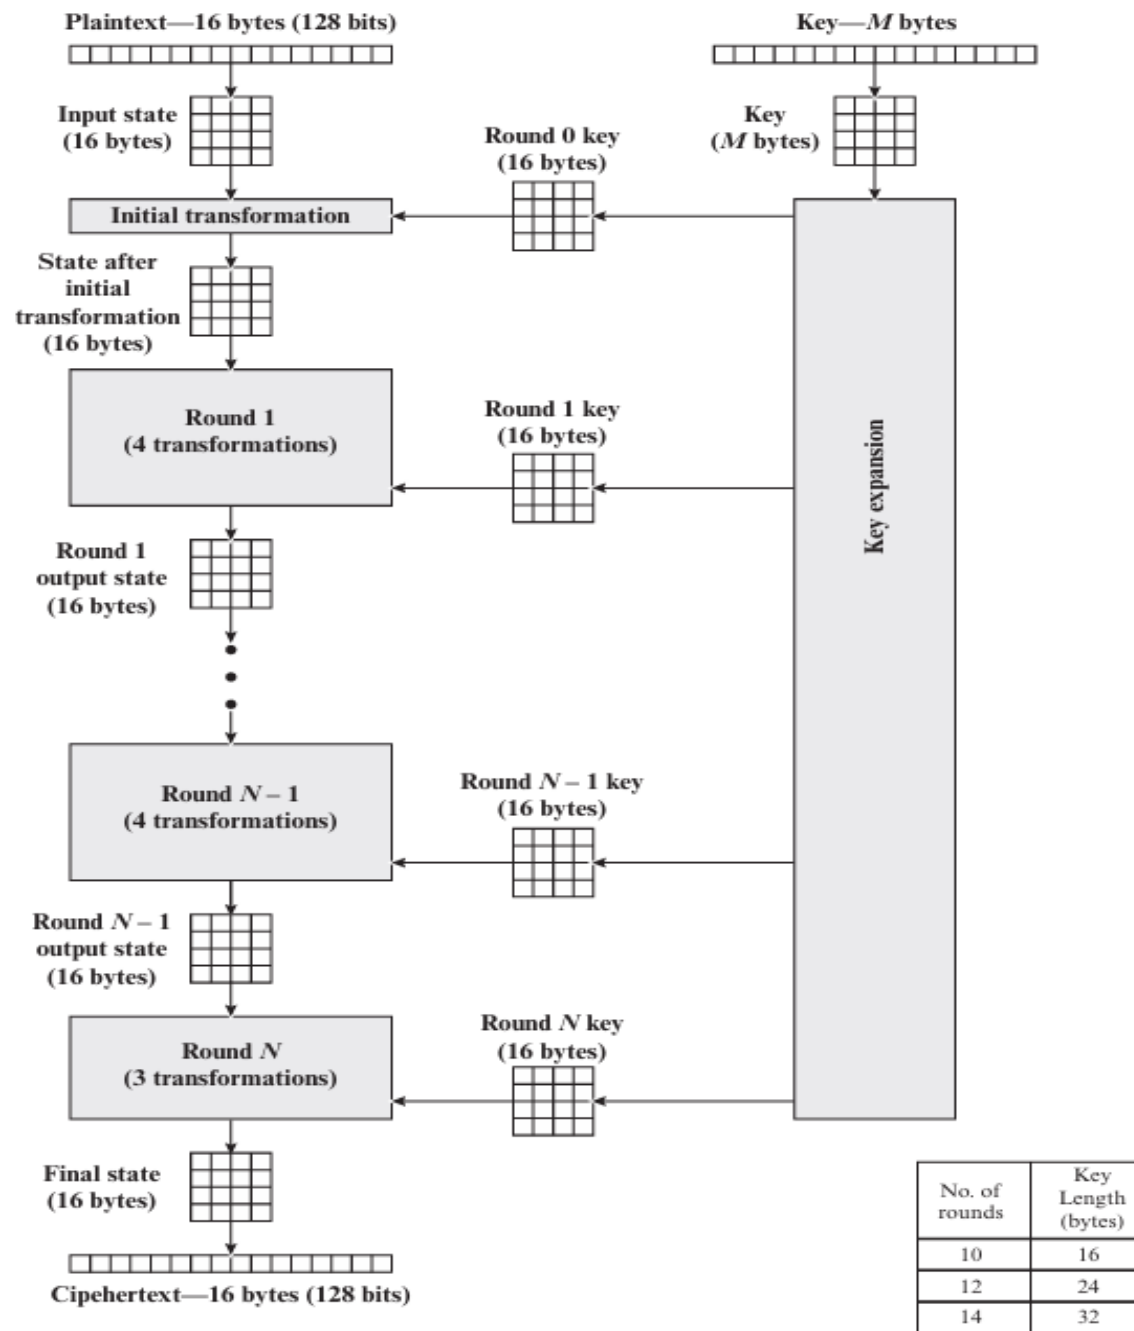 Plaintext—16 bytes (128 bits)
Key—M bytes
Input state
(16 bytes)
Key
(M bytes)
Round 0 key
(16 bytes)
Initial transformation
State after
initial
transformation
(16 bytes)
Round 1
(4 transformations)
Round 1 key
(16 bytes)
Key expansion
Round 1
output state
(16 bytes)
Round N – 1
(4 transformations)
Round N – 1 key
(16 bytes)
Round N – 1
output state
(16 bytes)
Round N
(3 transformations)
Round N key
(16 bytes)
Final state
(16 bytes)
Cipehertext—16 bytes (128 bits)
No. of
rounds
Key
Length
(bytes)
10 16
12 24
14 32